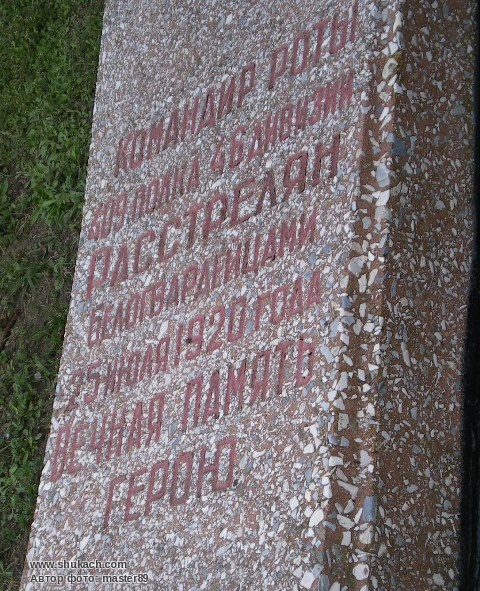 КОМАНДИР РОТЫ
ПОЛКА 46 ДИВИЗИИ
РАССТРЕЛЯН
БЕЛОГВАРДЕЙЦАМИ
25 ИЮЛЯ 1920 ГОДА
ВЕЧНАЯ ПАМЯТЬ
ГЕРОЮ
www.shukach.com
Автор фото- master89